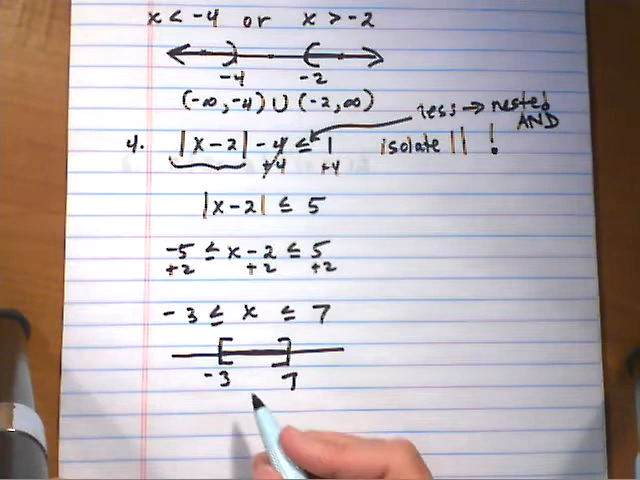 x < -4 or x > -2
-4 -2
(-∞, -4) ∪ (-2, ∞)
less → nested
AND
4. |x - 2| - 4 ≤ 1 isolate | | !
+4 +4
|x - 2| ≤ 5
-5 ≤ x - 2 ≤ 5
+2 +2 +2
-3 ≤ x ≤ 7
-3 7